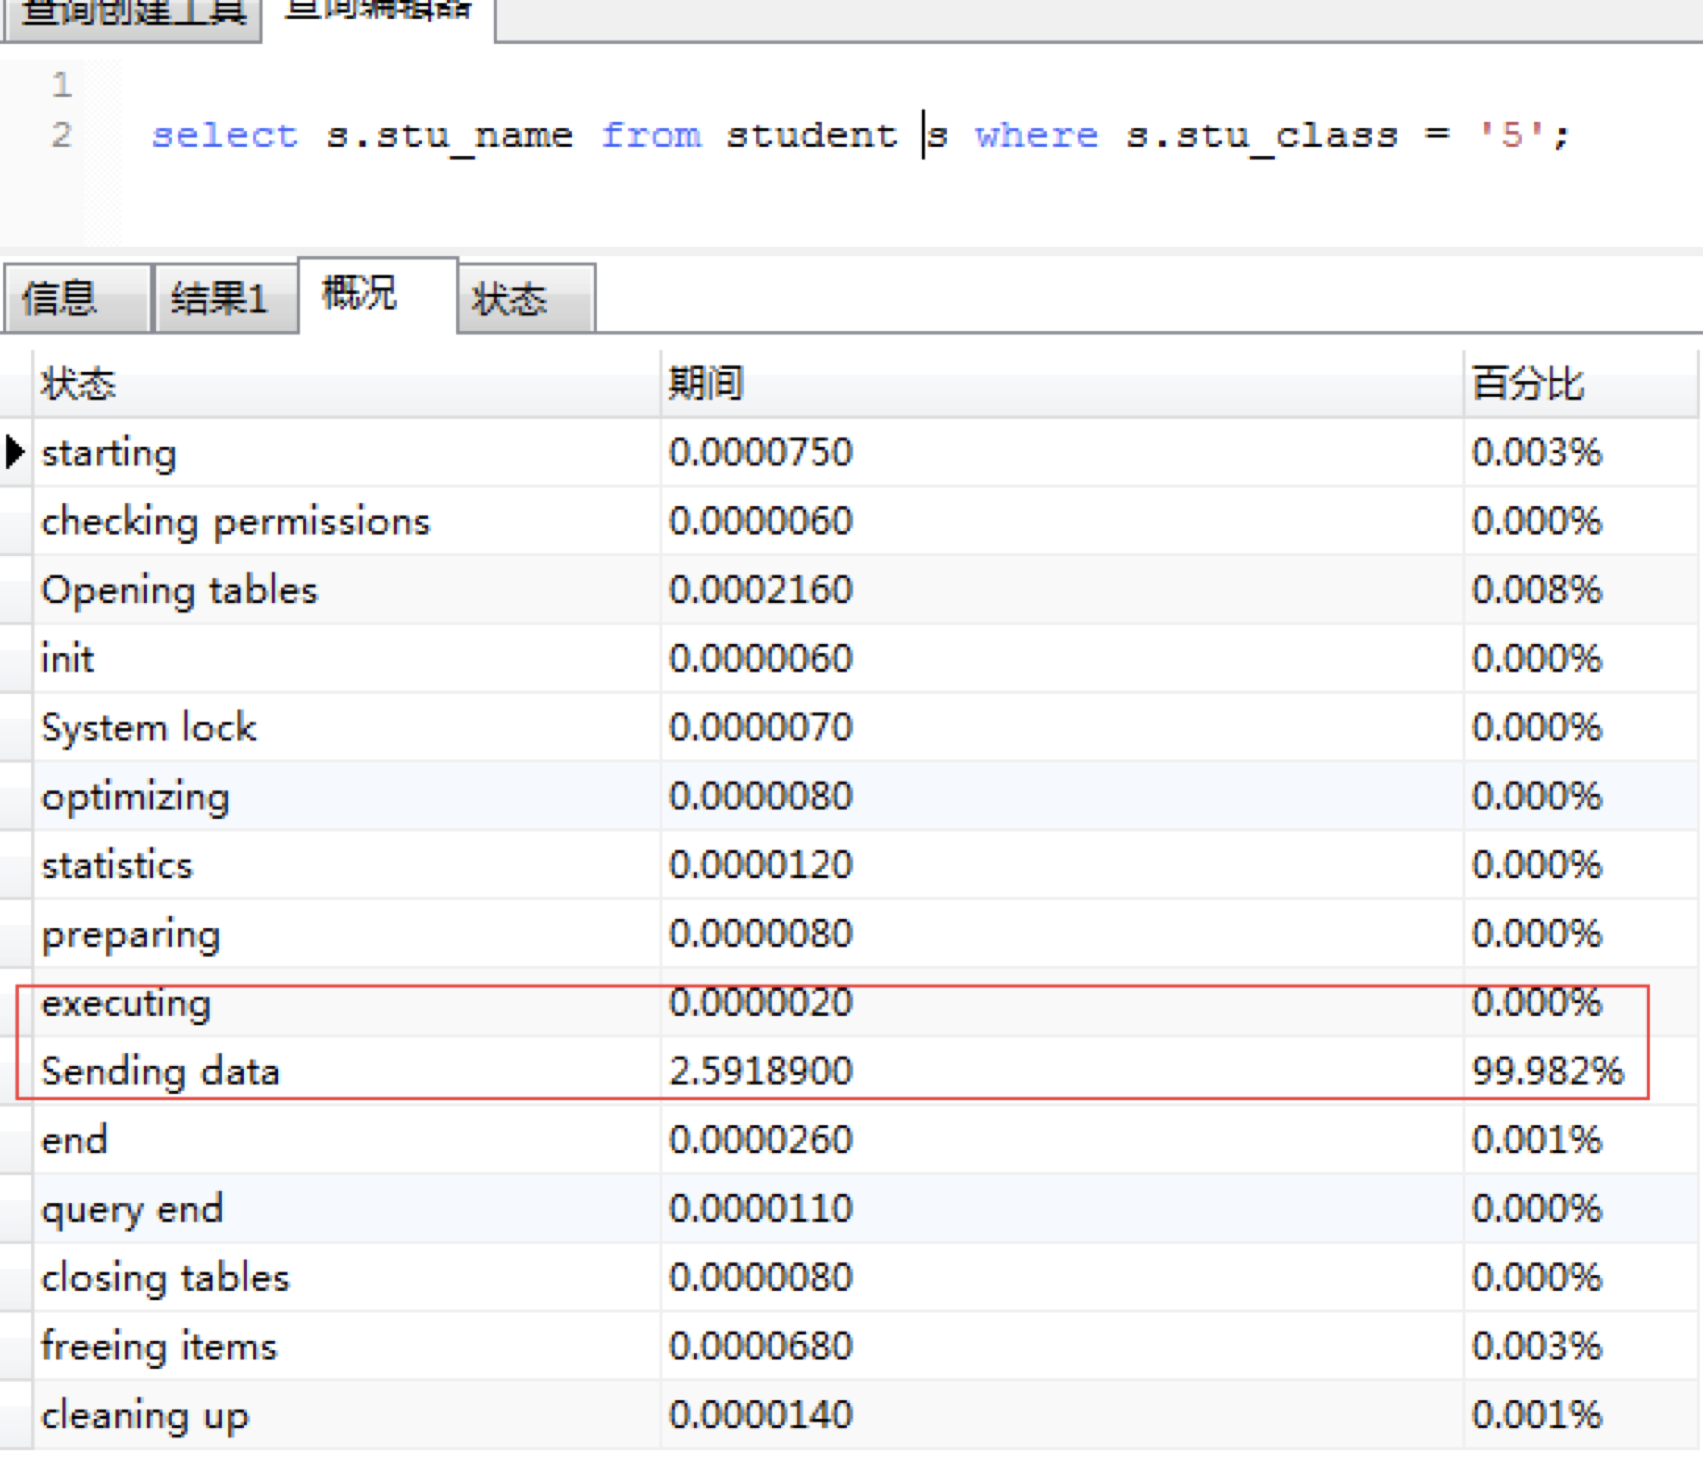 查询创建工具 查询编辑器
1
2 select s.stu_name from student s where s.stu_class = '5';
信息 结果1 概况 状态
状态 期间 百分比
starting 0.0000750 0.003%
checking permissions 0.0000060 0.000%
Opening tables 0.0002160 0.008%
init 0.0000060 0.000%
System lock 0.0000070 0.000%
optimizing 0.0000080 0.000%
statistics 0.0000120 0.000%
preparing 0.0000080 0.000%
executing 0.0000020 0.000%
Sending data 2.5918900 99.982%
end 0.0000260 0.001%
query end 0.0000110 0.000%
closing tables 0.0000080 0.000%
freeing items 0.0000680 0.003%
cleaning up 0.0000140 0.001%